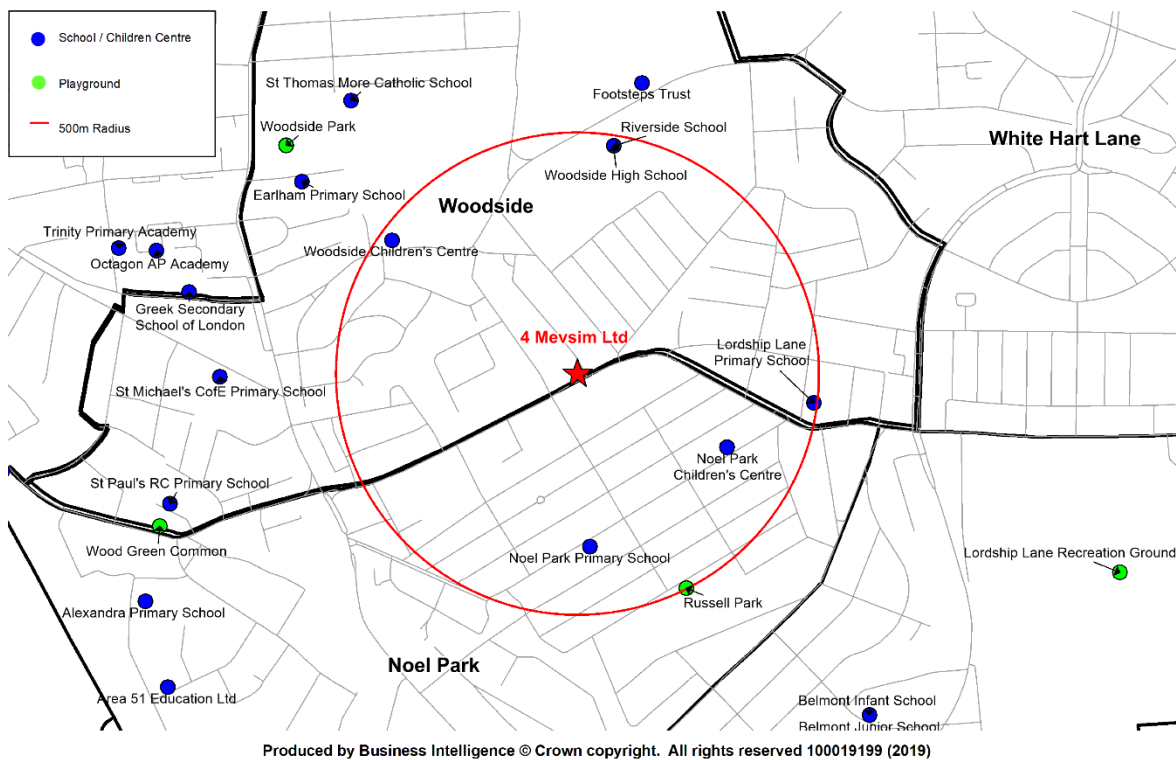 School / Children Centre
Playground
500m Radius
St Thomas More Catholic School
Woodside Park
Earlham Primary School
Footsteps Trust
Riverside School
Woodside High School
White Hart Lane
Woodside
Trinity Primary Academy
Octagon AP Academy
Woodside Children's Centre
Greek Secondary
School of London
4 Mevsim Ltd
Lordship Lane
Primary School
St Michael's CofE Primary School
Noel Park
Children's Centre
St Paul's RC Primary School
Wood Green Common
Noel Park Primary School
Lordship Lane Recreation Ground
Russell Park
Alexandra Primary School
Noel Park
Area 51 Education Ltd
Belmont Infant School
Belmont Junior School
Produced by Business Intelligence © Crown copyright. All rights reserved 100019199 (2019)